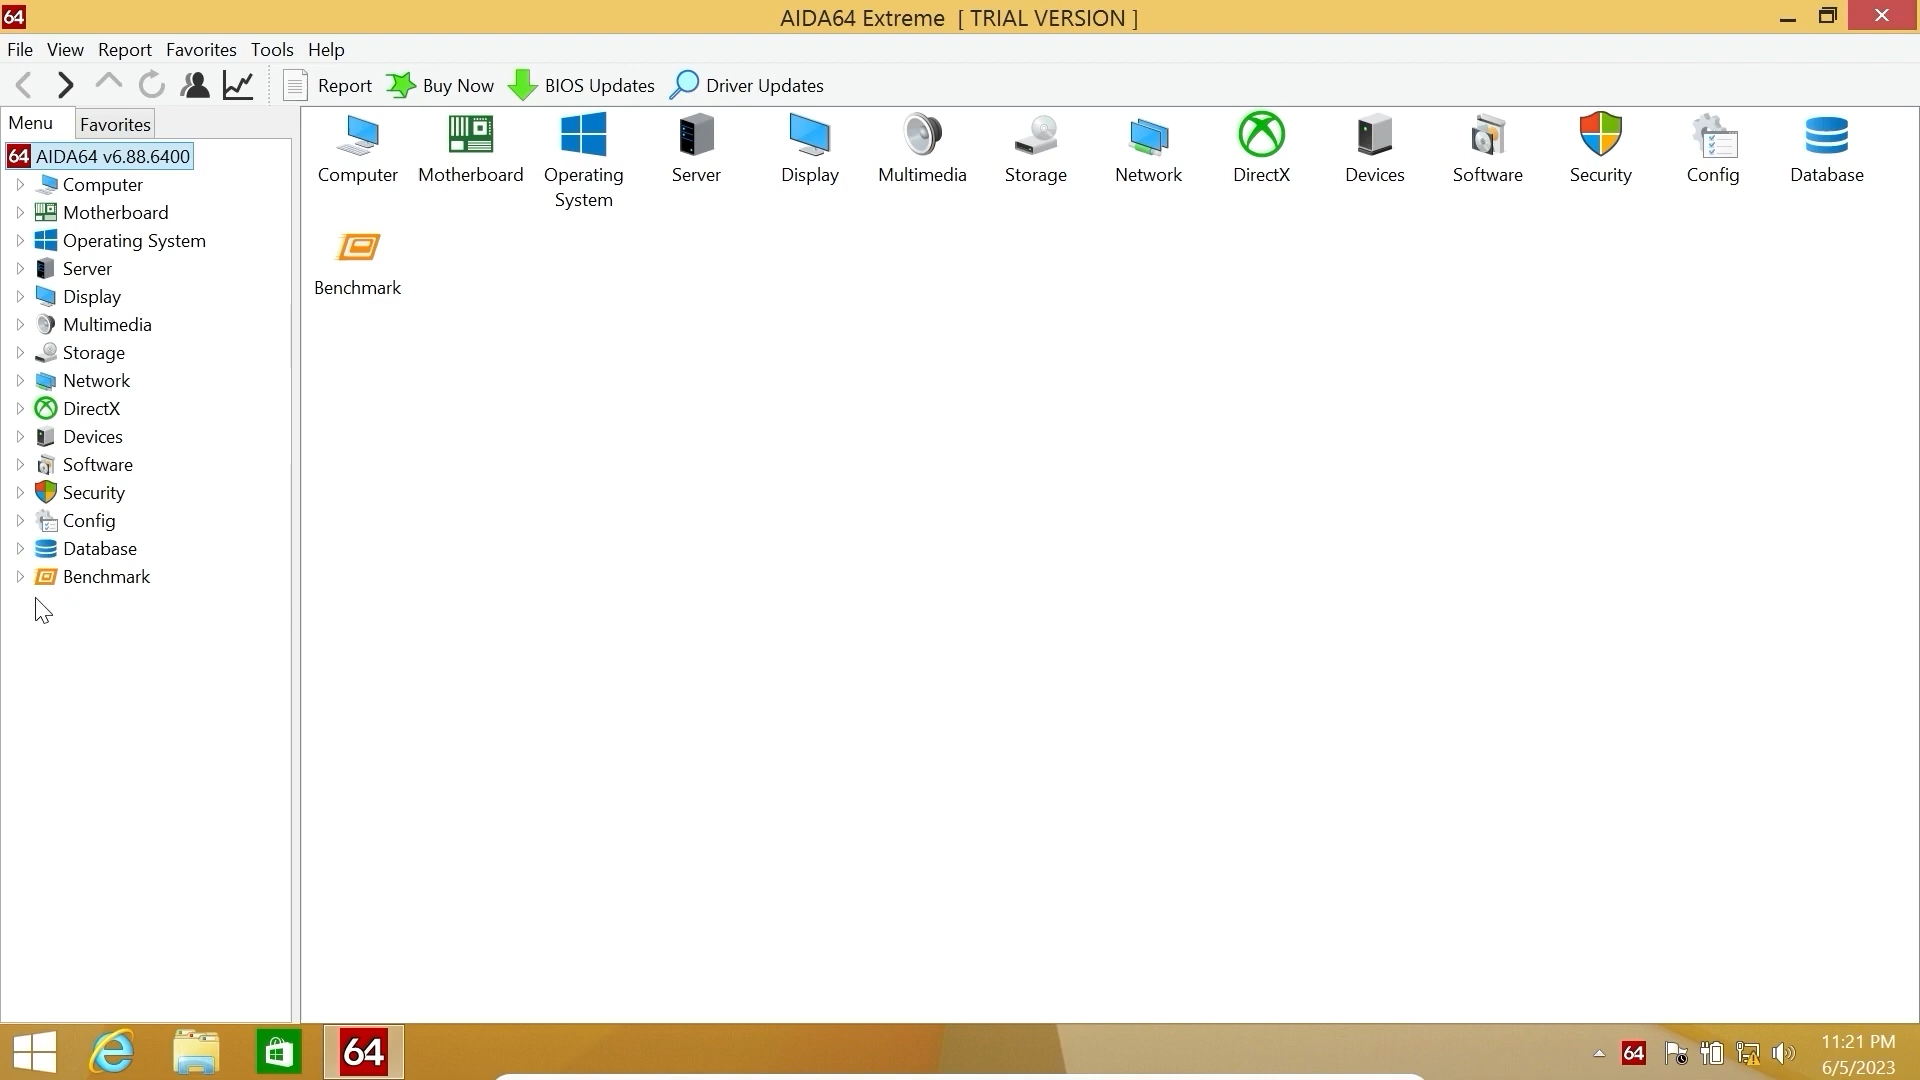 64 AIDA64 Extreme [ TRIAL VERSION ]
File View Report Favorites Tools Help
Report Buy Now BIOS Updates Driver Updates
Menu Favorites
64 AIDA64 v6.88.6400
Computer
Motherboard
Operating System
Server
Display
Multimedia
Storage
Network
DirectX
Devices
Software
Security
Config
Database
Benchmark
Computer Motherboard Operating Server Display Multimedia Storage Network DirectX Devices Software Security Config Database
System
Benchmark
64 64 11:21 PM
6/5/2023